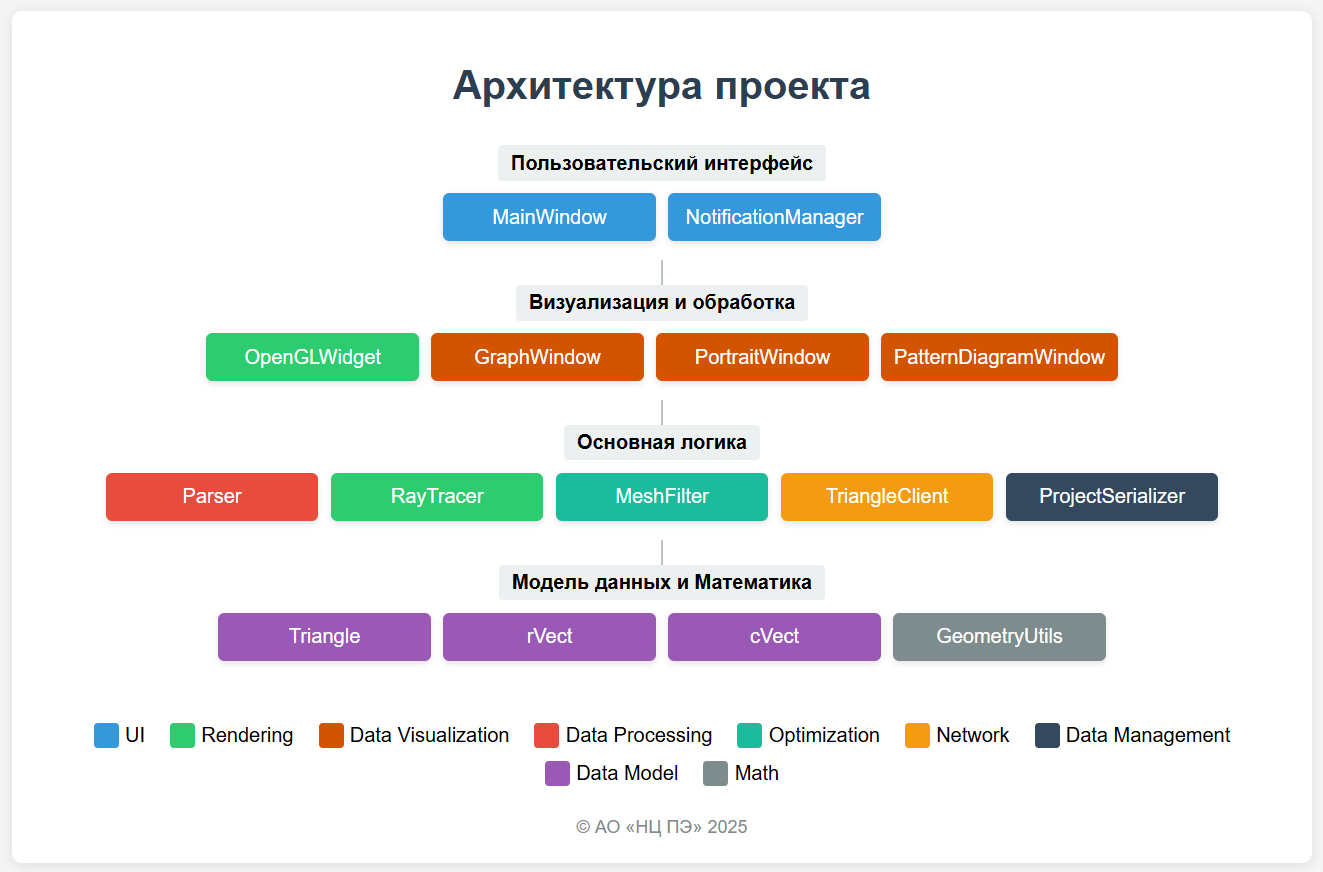 Архитектура проекта
Пользовательский интерфейс
MainWindow NotificationManager
Визуализация и обработка
OpenGLWidget GraphWindow PortraitWindow PatternDiagramWindow
Основная логика
Parser RayTracer MeshFilter TriangleClient ProjectSerializer
Модель данных и Математика
Triangle rVect cVect GeometryUtils
UI Rendering Data Visualization Data Processing Optimization Network Data Management
Data Model Math
© АО «НЦ ПЭ» 2025